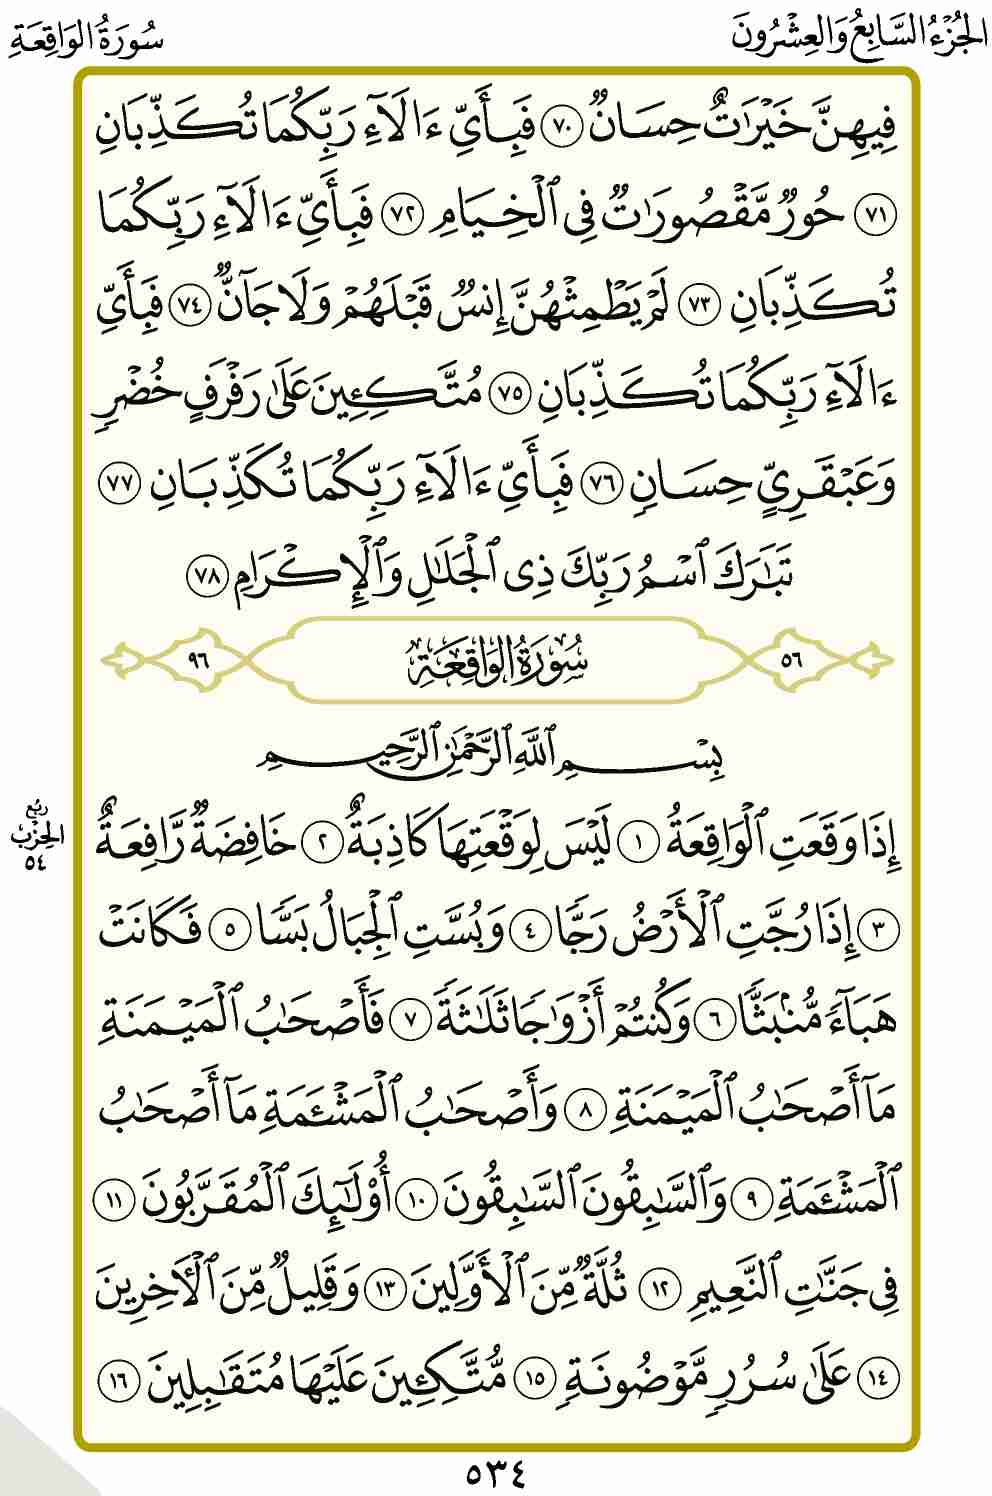 الجُزْءُ السَّابِعُ وَالعِشْرُونَ
سُورَةُ الوَاقِعَةِ
فِيهِنَّ خَيْرَٰتٌ حِسَانٌ ٧٠ فَبِأَيِّ ءَالَآءِ رَبِّكُمَا تُكَذِّبَانِ
٧١ حُورٌ مَّقْصُورَٰتٌ فِي ٱلْخِيَامِ ٧٢ فَبِأَيِّ ءَالَآءِ رَبِّكُمَا
تُكَذِّبَانِ ٧٣ لَمْ يَطْمِثْهُنَّ إِنسٌ قَبْلَهُمْ وَلَا جَآنٌّ ٧٤ فَبِأَيِّ
ءَالَآءِ رَبِّكُمَا تُكَذِّبَانِ ٧٥ مُتَّكِـِٔينَ عَلَىٰ رَفْرَفٍ خُضْرٍ
وَعَبْقَرِيٍّ حِسَانٍ ٧٦ فَبِأَيِّ ءَالَآءِ رَبِّكُمَا تُكَذِّبَانِ ٧٧
تَبَٰرَكَ ٱسْمُ رَبِّكَ ذِي ٱلْجَلَٰلِ وَٱلْإِكْرَامِ ٧٨
٥٦ سُورَةُ الوَاقِعَةِ ٩٦
بِسْمِ ٱللَّهِ ٱلرَّحْمَٰنِ ٱلرَّحِيمِ
إِذَا وَقَعَتِ ٱلْوَاقِعَةُ ١ لَيْسَ لِوَقْعَتِهَا كَاذِبَةٌ ٢ خَافِضَةٌ رَّافِعَةٌ
ربع
الحِزْب
٥٤
٣ إِذَا رُجَّتِ ٱلْأَرْضُ رَجًّا ٤ وَبُسَّتِ ٱلْجِبَالُ بَسًّا ٥ فَكَانَتْ
هَبَآءً مُّنۢبَثًّا ٦ وَكُنتُمْ أَزْوَٰجًا ثَلَٰثَةً ٧ فَأَصْحَٰبُ ٱلْمَيْمَنَةِ
مَآ أَصْحَٰبُ ٱلْمَيْمَنَةِ ٨ وَأَصْحَٰبُ ٱلْمَشْـَٔمَةِ مَآ أَصْحَٰبُ
ٱلْمَشْـَٔمَةِ ٩ وَٱلسَّٰبِقُونَ ٱلسَّٰبِقُونَ ١٠ أُو۟لَٰٓئِكَ ٱلْمُقَرَّبُونَ ١١
فِي جَنَّٰتِ ٱلنَّعِيمِ ١٢ ثُلَّةٌ مِّنَ ٱلْأَوَّلِينَ ١٣ وَقَلِيلٌ مِّنَ ٱلْـَٔاخِرِينَ
١٤ عَلَىٰ سُرُرٍ مَّوْضُونَةٍ ١٥ مُّتَّكِـِٔينَ عَلَيْهَا مُتَقَٰبِلِينَ ١٦
٥٣٤